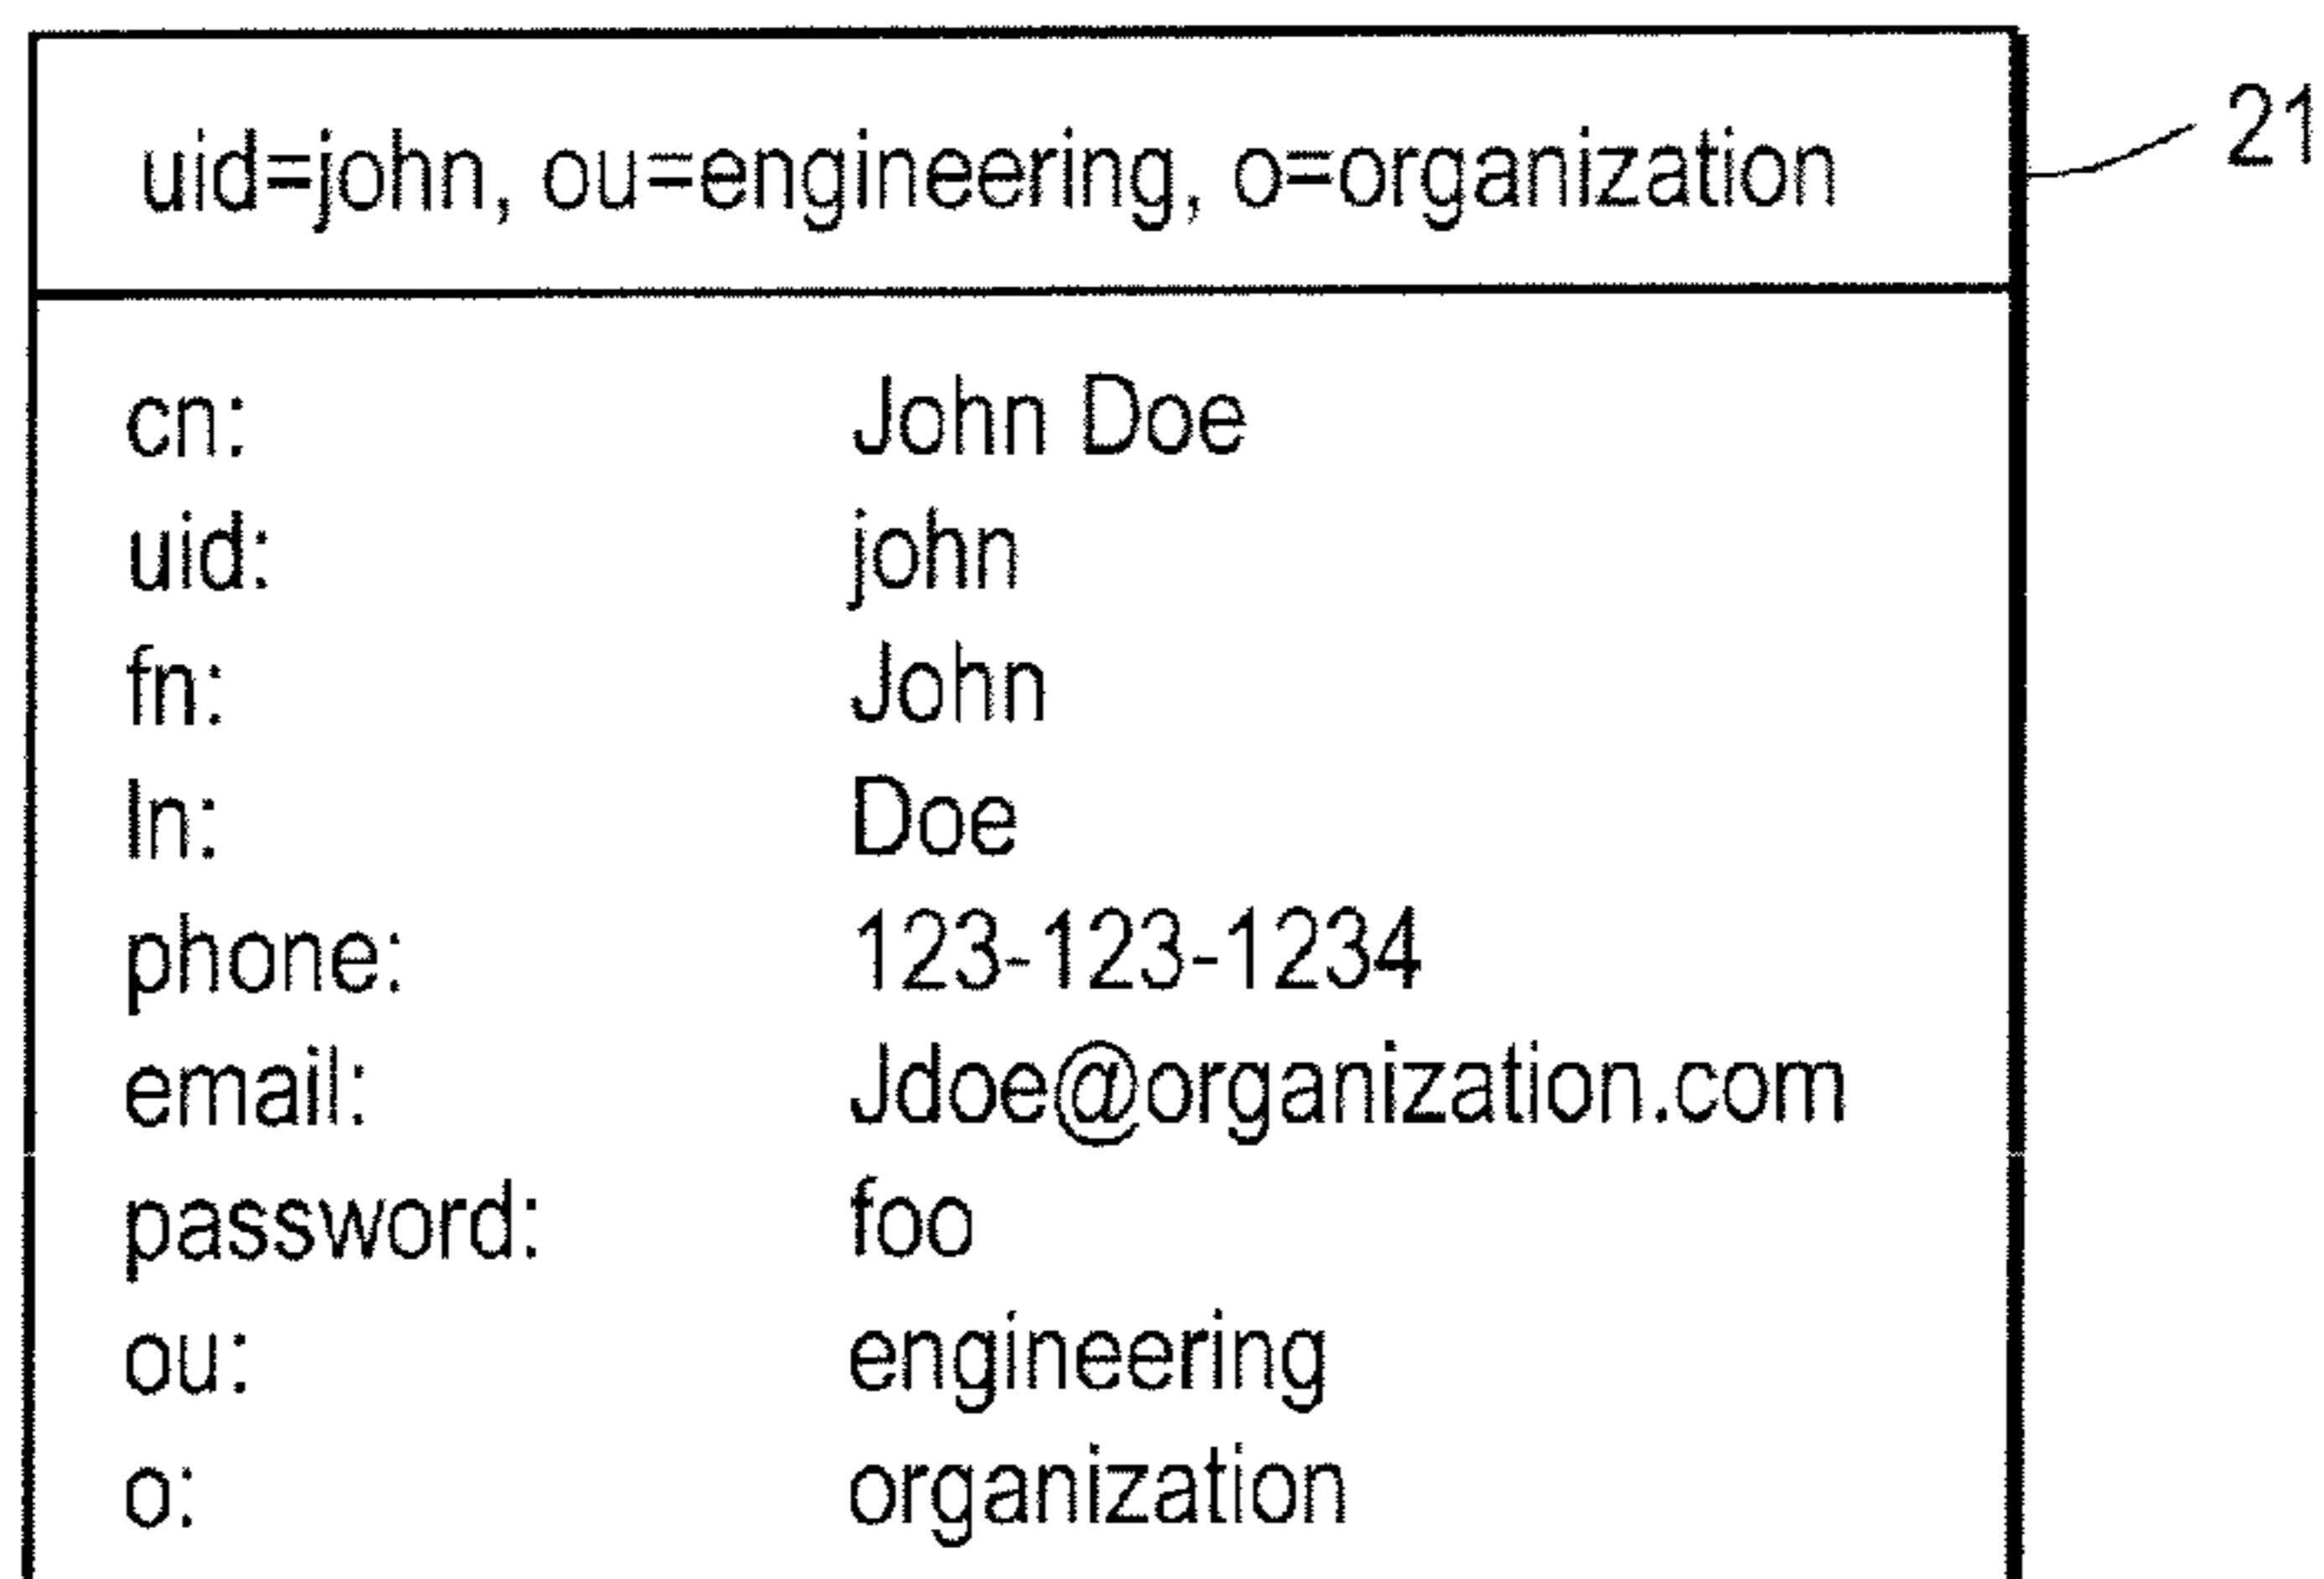 uid=john, ou=engineering, o=organization 21
cn: John Doe
uid: john
fn: John
ln: Doe
phone: 123-123-1234
email: Jdoe@organization.com
password: foo
ou: engineering
o: organization